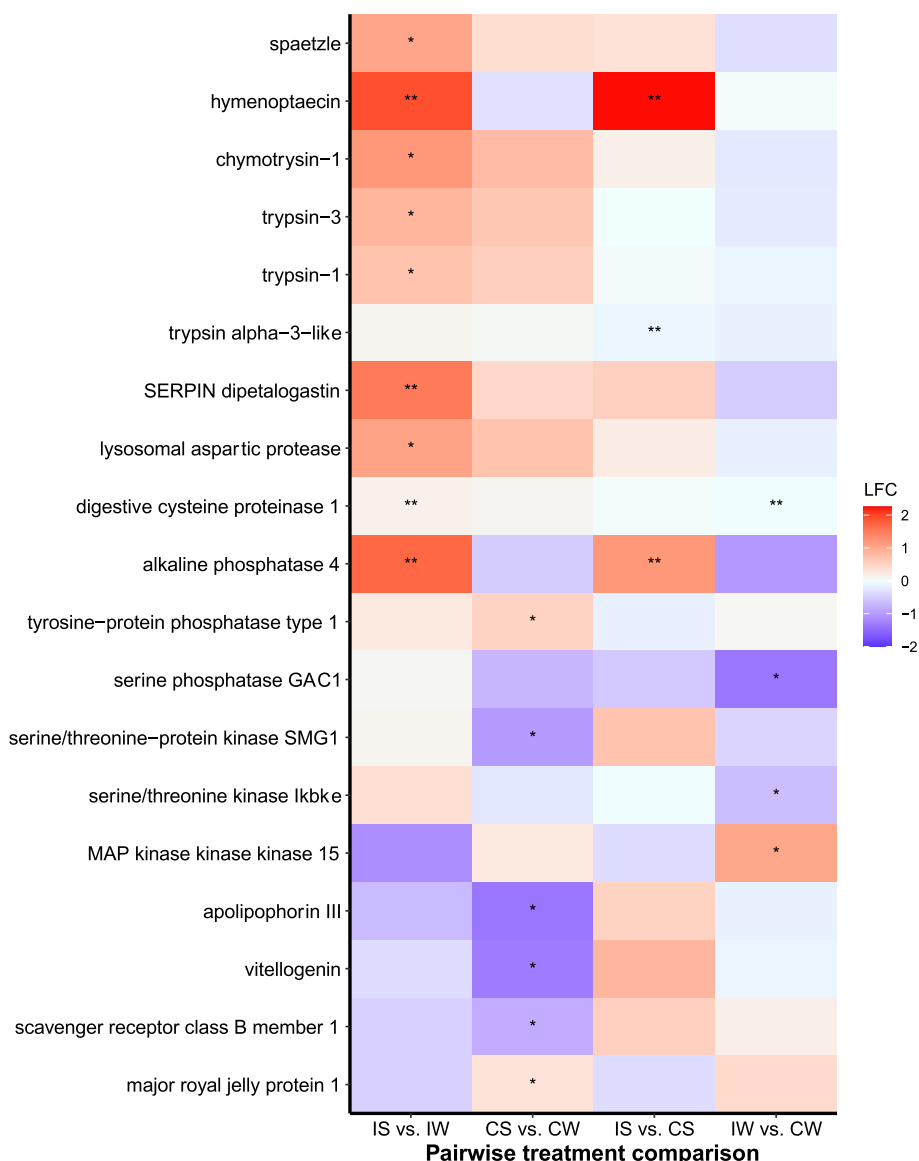 spaetzle
*
hymenoptaecin
** **
chymotrysin−1
*
trypsin−3
*
trypsin−1
*
trypsin alpha−3−like
**
SERPIN dipetalogastin
**
lysosomal aspartic protease
*
digestive cysteine proteinase 1
** **
alkaline phosphatase 4
** **
tyrosine−protein phosphatase type 1
*
serine phosphatase GAC1
*
serine/threonine−protein kinase SMG1
*
serine/threonine kinase Ikbke
*
MAP kinase kinase kinase 15
*
apolipophorin III
*
vitellogenin
*
scavenger receptor class B member 1
*
major royal jelly protein 1
*
IS vs. IW CS vs. CW IS vs. CS IW vs. CW
Pairwise treatment comparison
LFC
2
1
0
−1
−2